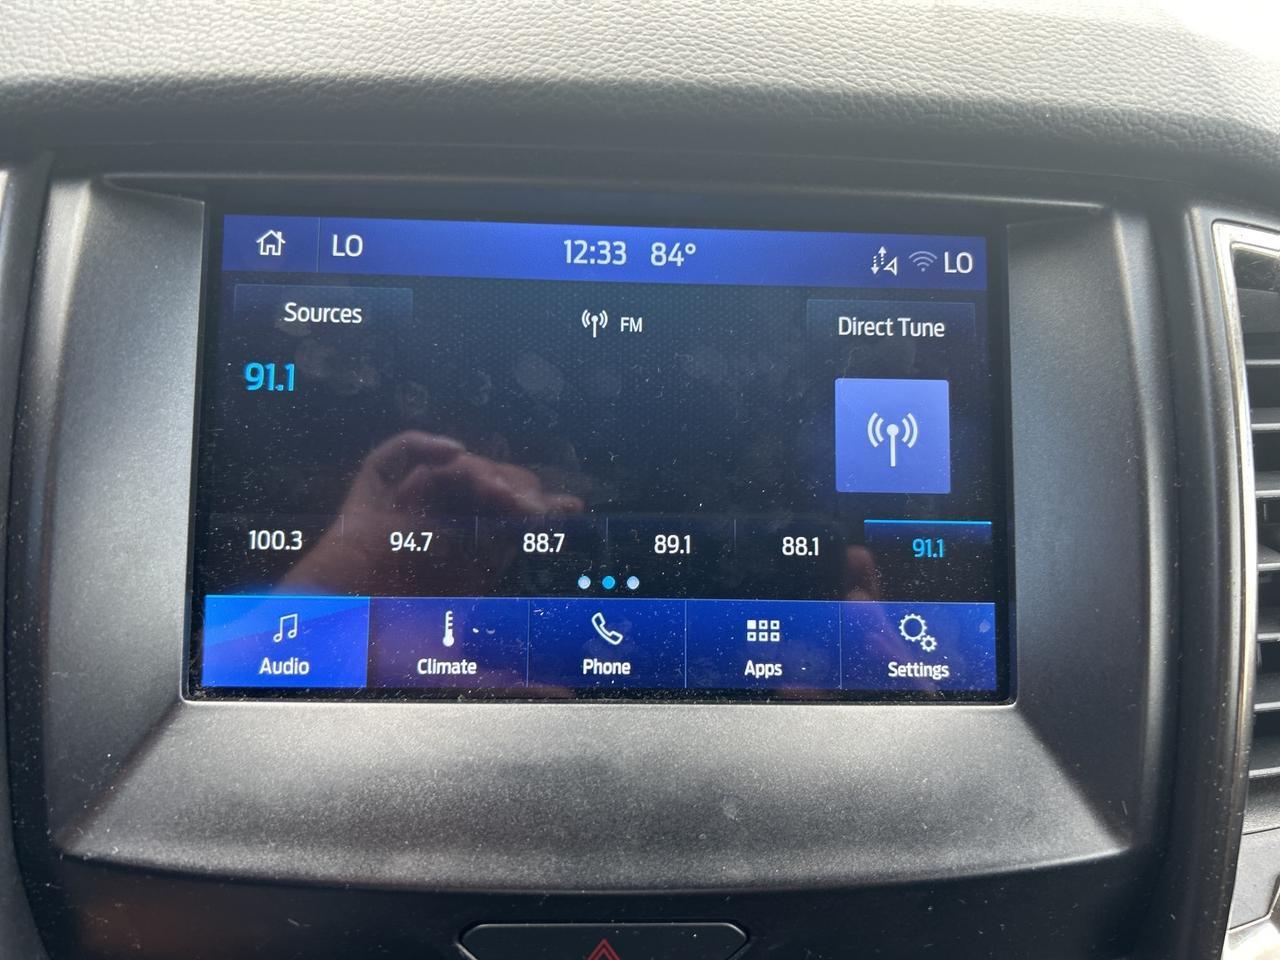 LO 12:33 84° LO
Sources FM Direct Tune
91.1
100.3 94.7 88.7 89.1 88.1 91.1
Audio Climate Phone Apps Settings